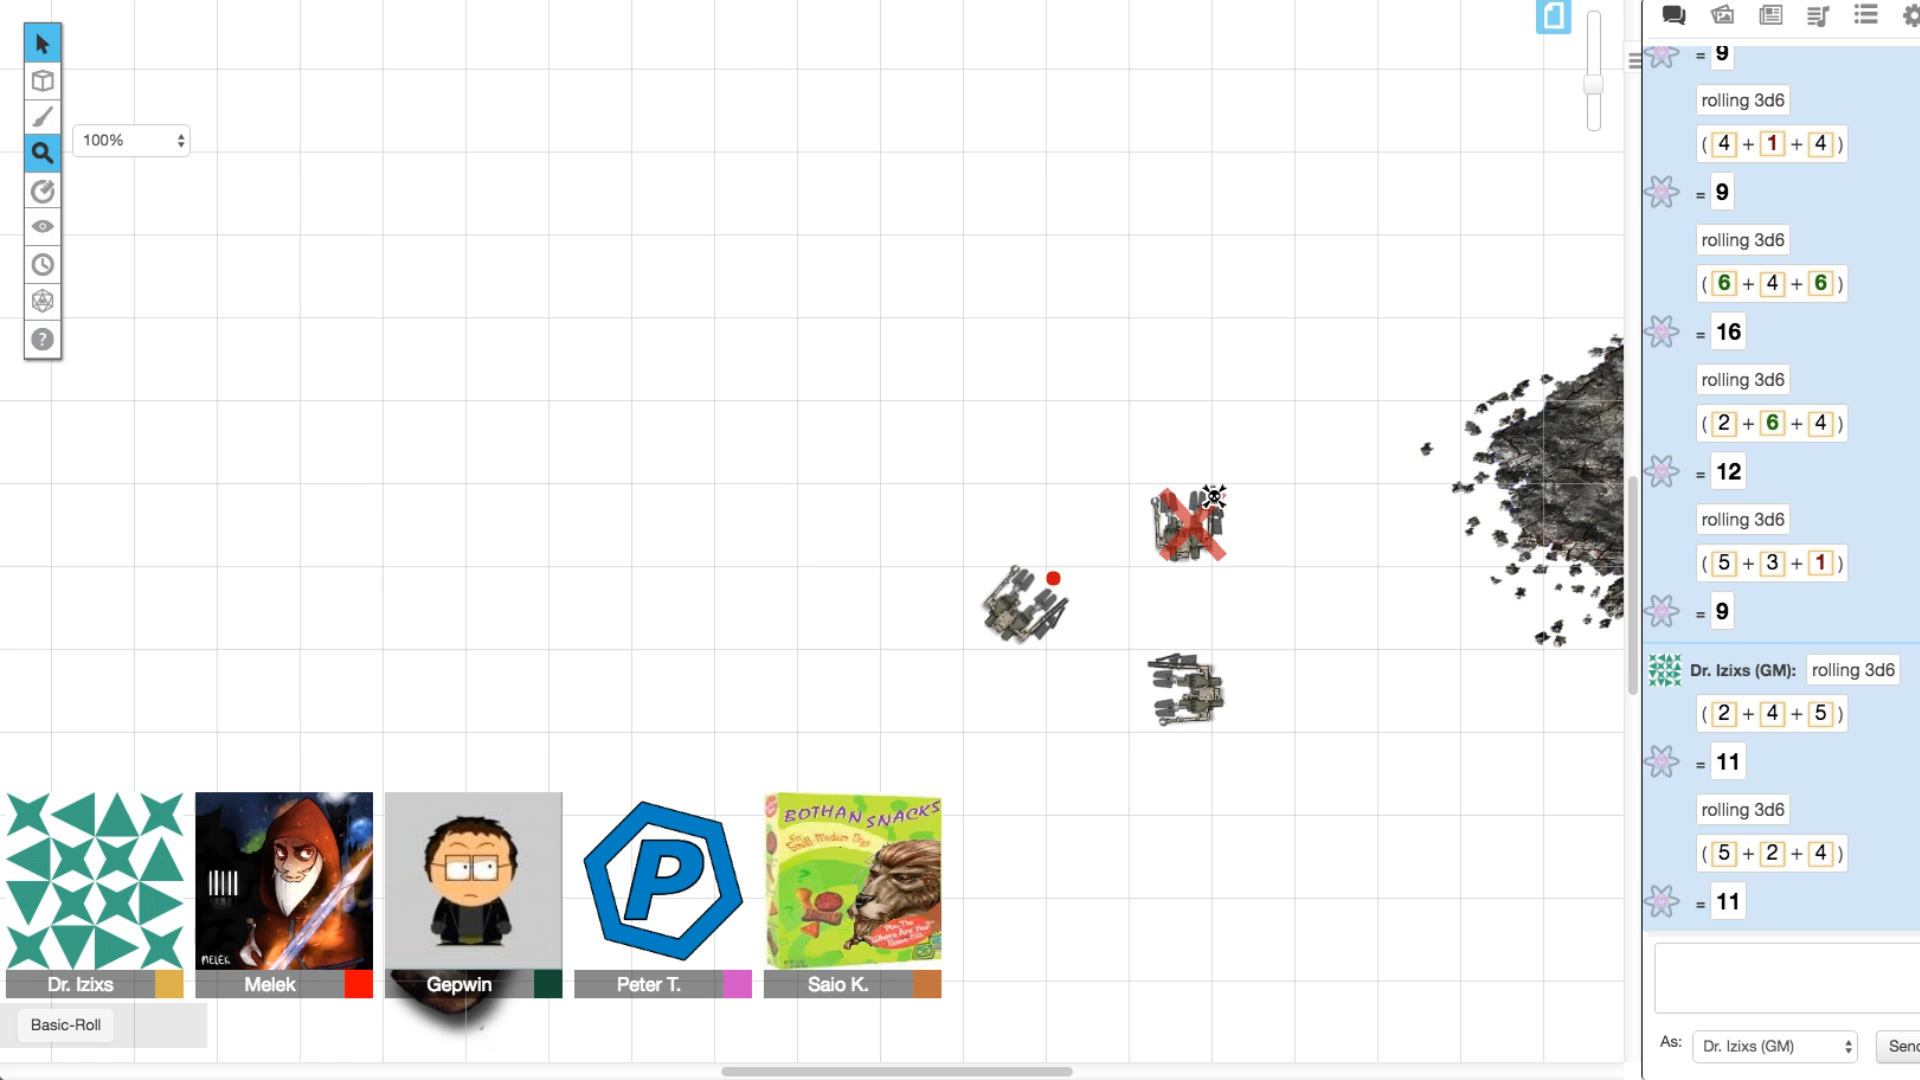 100%
= 9
rolling 3d6
( 4 + 1 + 4 )
= 9
rolling 3d6
( 6 + 4 + 6 )
= 16
rolling 3d6
( 2 + 6 + 4 )
= 12
rolling 3d6
( 5 + 3 + 1 )
= 9
Dr. Izixs (GM): rolling 3d6
( 2 + 4 + 5 )
= 11
rolling 3d6
( 5 + 2 + 4 )
= 11
MELEK
P
BOTHAN SNACKS
Dr. Izixs
Melek
Gepwin
Peter T.
Saio K.
Basic-Roll
As: Dr. Izixs (GM)
Send